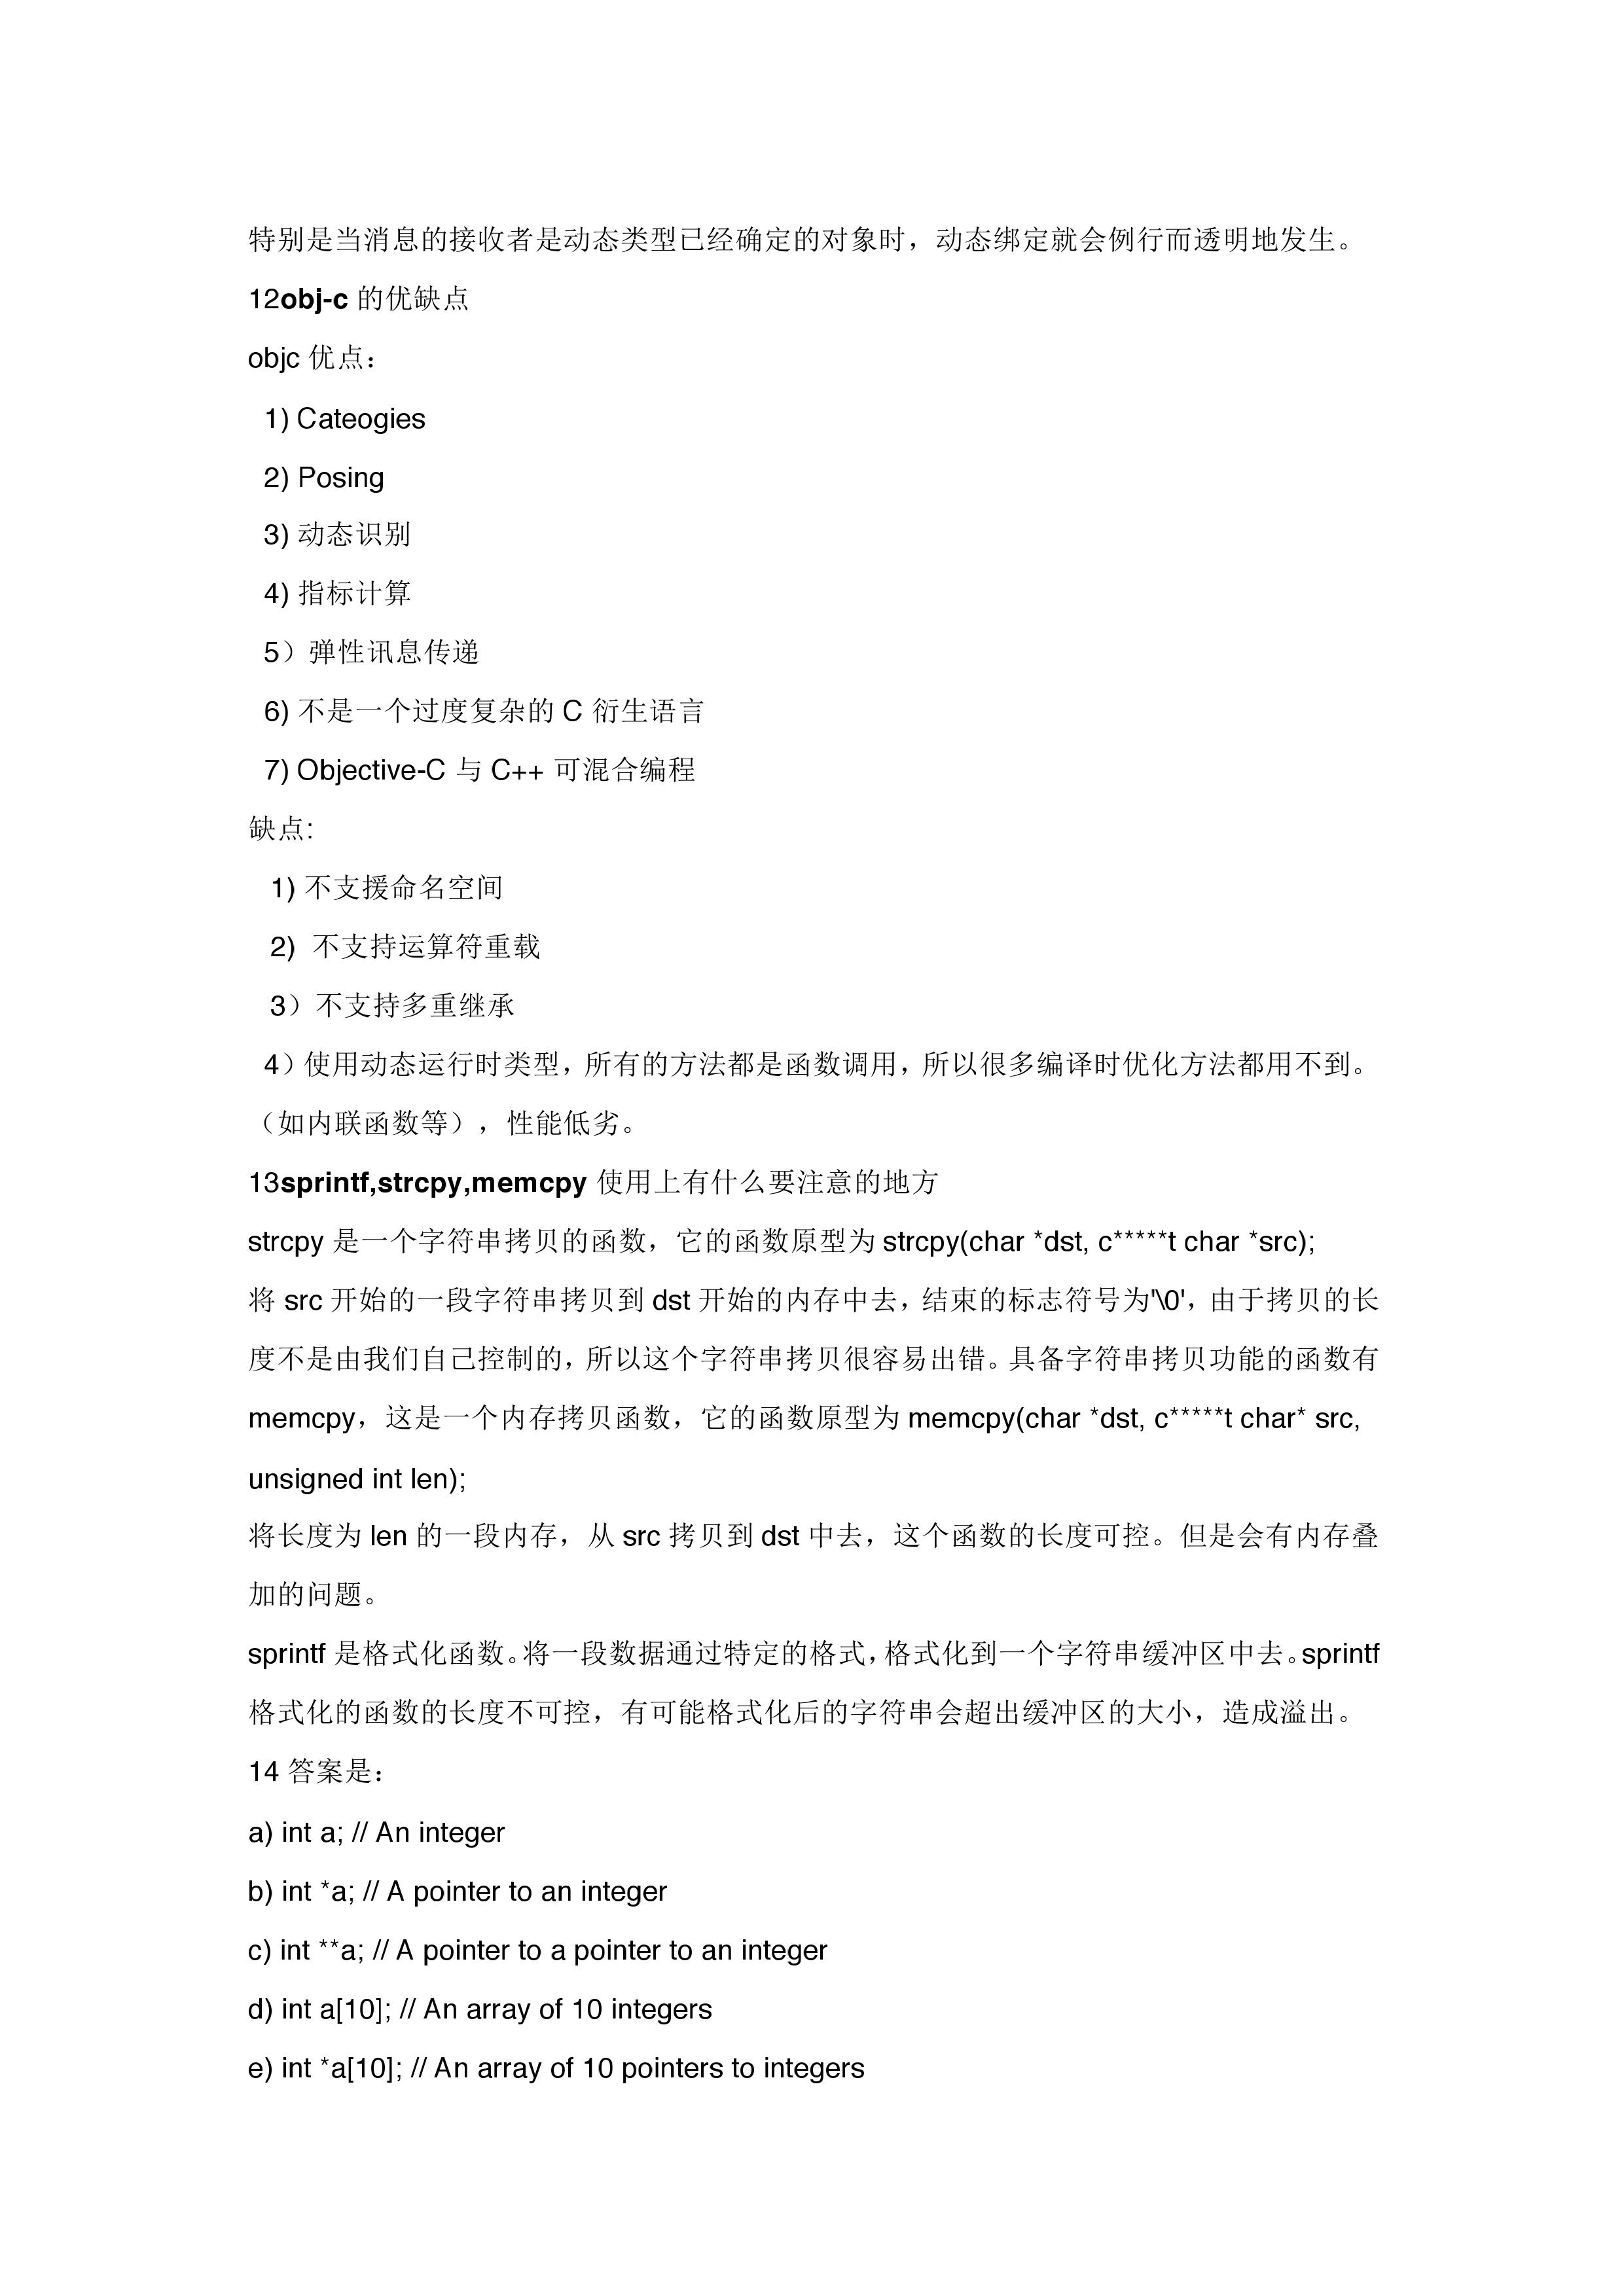 特别是当消息的接收者是动态类型已经确定的对象时，动态绑定就会例行而透明地发生。
12obj-c 的优缺点
objc 优点：
1) Cateogies
2) Posing
3) 动态识别
4) 指标计算
5）弹性讯息传递
6) 不是一个过度复杂的 C 衍生语言
7) Objective-C 与 C++ 可混合编程
缺点:
1) 不支援命名空间
2) 不支持运算符重载
3）不支持多重继承
4）使用动态运行时类型，所有的方法都是函数调用，所以很多编译时优化方法都用不到。
（如内联函数等），性能低劣。
13sprintf,strcpy,memcpy 使用上有什么要注意的地方
strcpy 是一个字符串拷贝的函数，它的函数原型为 strcpy(char *dst, c*****t char *src);
将 src 开始的一段字符串拷贝到 dst 开始的内存中去，结束的标志符号为'\0'，由于拷贝的长
度不是由我们自己控制的，所以这个字符串拷贝很容易出错。具备字符串拷贝功能的函数有
memcpy，这是一个内存拷贝函数，它的函数原型为 memcpy(char *dst, c*****t char* src,
unsigned int len);
将长度为 len 的一段内存，从 src 拷贝到 dst 中去，这个函数的长度可控。但是会有内存叠
加的问题。
sprintf 是格式化函数。将一段数据通过特定的格式，格式化到一个字符串缓冲区中去。sprintf
格式化的函数的长度不可控，有可能格式化后的字符串会超出缓冲区的大小，造成溢出。
14 答案是：
a) int a; // An integer
b) int *a; // A pointer to an integer
c) int **a; // A pointer to a pointer to an integer
d) int a[10]; // An array of 10 integers
e) int *a[10]; // An array of 10 pointers to integers